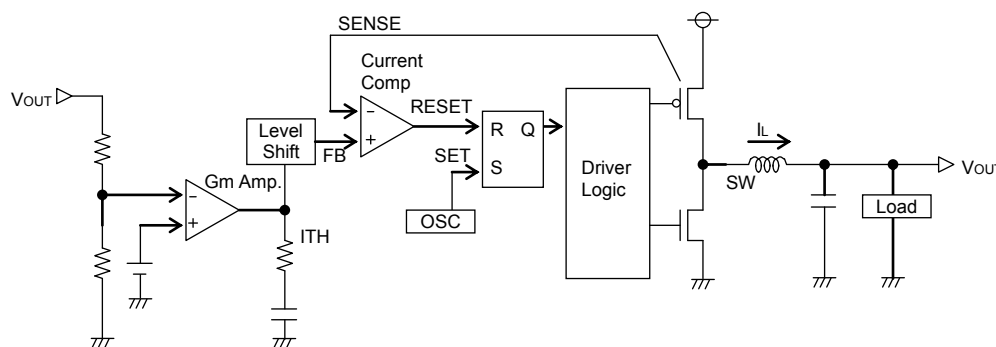 SENSE
Current
Comp
VOUT
RESET
Level
Shift
FB
R Q
SET
S
Gm Amp.
OSC
ITH
Driver
Logic
IL
SW
VOUT
Load
- + - +